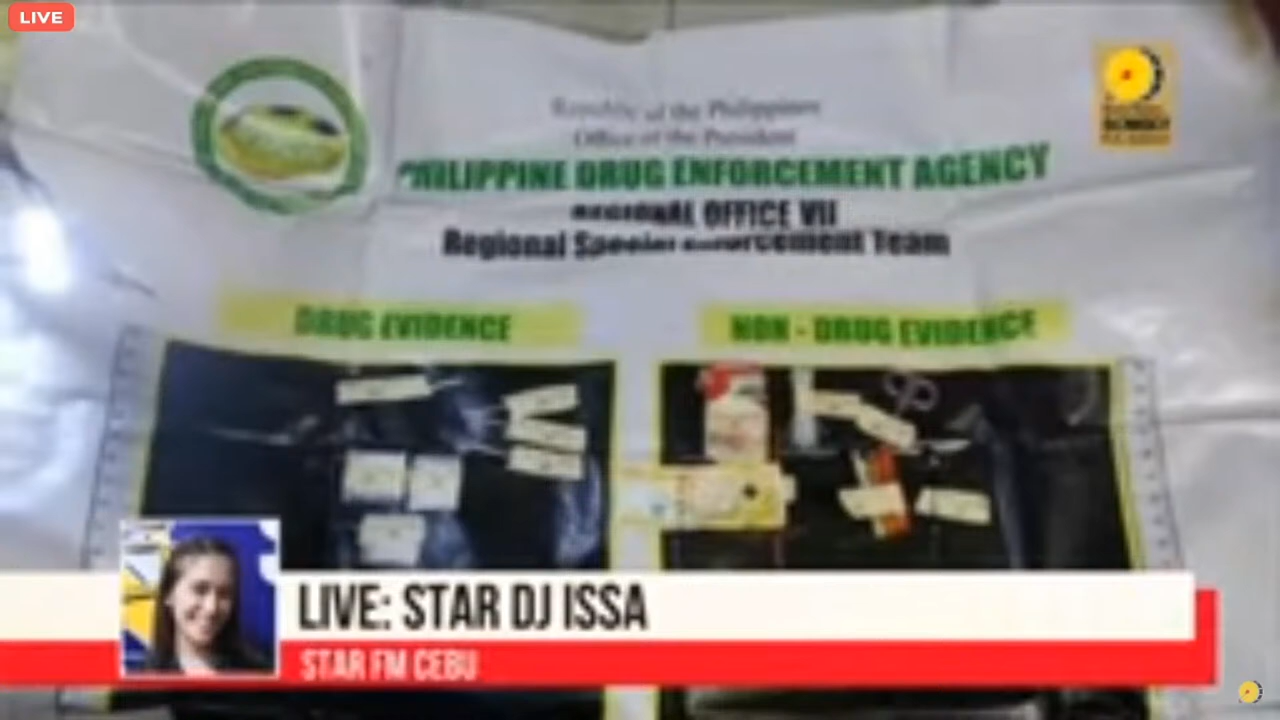 LIVE
Republic of the Philippines
Office of the President
PHILIPPINE DRUG ENFORCEMENT AGENCY
REGIONAL OFFICE VII
Regional Special Enforcement Team
DRUG EVIDENCE
NON - DRUG EVIDENCE
LIVE: STAR DJ ISSA
STAR FM CEBU